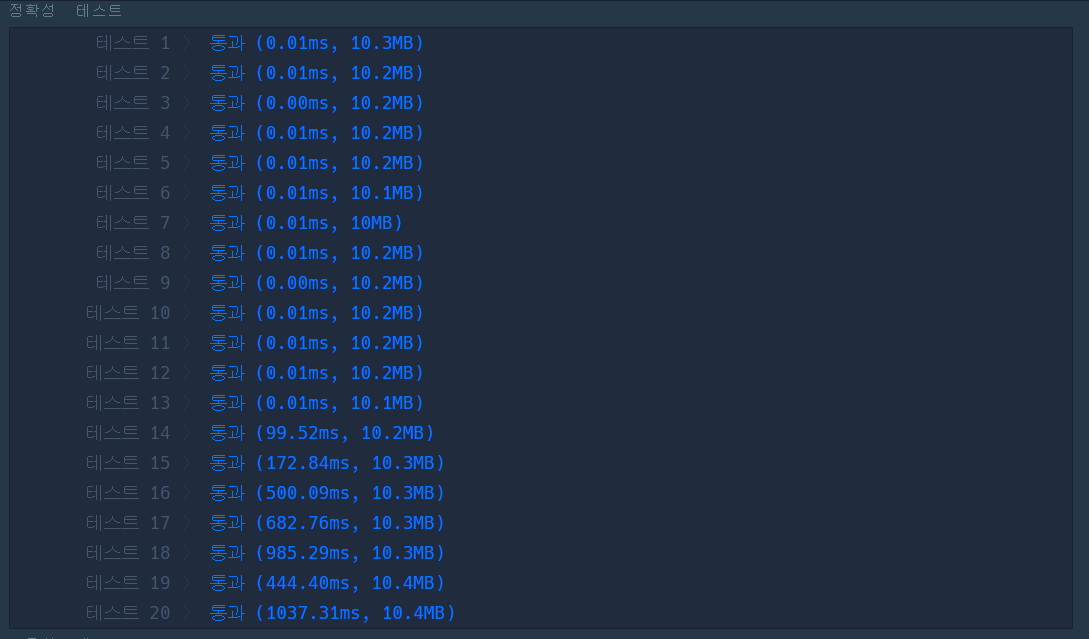 정확성 테스트
테스트 1 〉 통과 (0.01ms, 10.3MB)
테스트 2 〉 통과 (0.01ms, 10.2MB)
테스트 3 〉 통과 (0.00ms, 10.2MB)
테스트 4 〉 통과 (0.01ms, 10.2MB)
테스트 5 〉 통과 (0.01ms, 10.2MB)
테스트 6 〉 통과 (0.01ms, 10.1MB)
테스트 7 〉 통과 (0.01ms, 10MB)
테스트 8 〉 통과 (0.01ms, 10.2MB)
테스트 9 〉 통과 (0.00ms, 10.2MB)
테스트 10 〉 통과 (0.01ms, 10.2MB)
테스트 11 〉 통과 (0.01ms, 10.2MB)
테스트 12 〉 통과 (0.01ms, 10.2MB)
테스트 13 〉 통과 (0.01ms, 10.1MB)
테스트 14 〉 통과 (99.52ms, 10.2MB)
테스트 15 〉 통과 (172.84ms, 10.3MB)
테스트 16 〉 통과 (500.09ms, 10.3MB)
테스트 17 〉 통과 (682.76ms, 10.3MB)
테스트 18 〉 통과 (985.29ms, 10.3MB)
테스트 19 〉 통과 (444.40ms, 10.4MB)
테스트 20 〉 통과 (1037.31ms, 10.4MB)